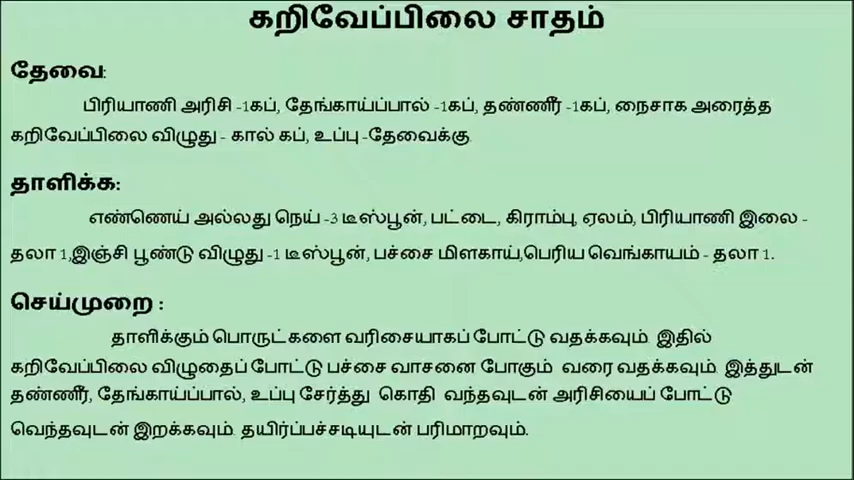 கறிவேப்பிலை சாதம்
தேவை:
பிரியாணி அரிசி -1கப், தேங்காய்ப்பால் -1கப், தண்ணீர் -1கப், நைசாக அரைத்த
கறிவேப்பிலை விழுது - கால் கப், உப்பு -தேவைக்கு.
தாளிக்க:
எண்ணெய் அல்லது நெய் -3 டீஸ்பூன், பட்டை, கிராம்பு, ஏலம், பிரியாணி இலை -
தலா 1,இஞ்சி பூண்டு விழுது -1 டீஸ்பூன், பச்சை மிளகாய்,பெரிய வெங்காயம் - தலா 1.
செய்முறை :
தாளிக்கும் பொருட்களை வரிசையாகப் போட்டு வதக்கவும். இதில்
கறிவேப்பிலை விழுதைப் போட்டு பச்சை வாசனை போகும் வரை வதக்கவும். இத்துடன்
தண்ணீர், தேங்காய்ப்பால், உப்பு சேர்த்து கொதி வந்தவுடன் அரிசியைப் போட்டு
வெந்தவுடன் இறக்கவும். தயிர்ப்பச்சடியுடன் பரிமாறவும்.